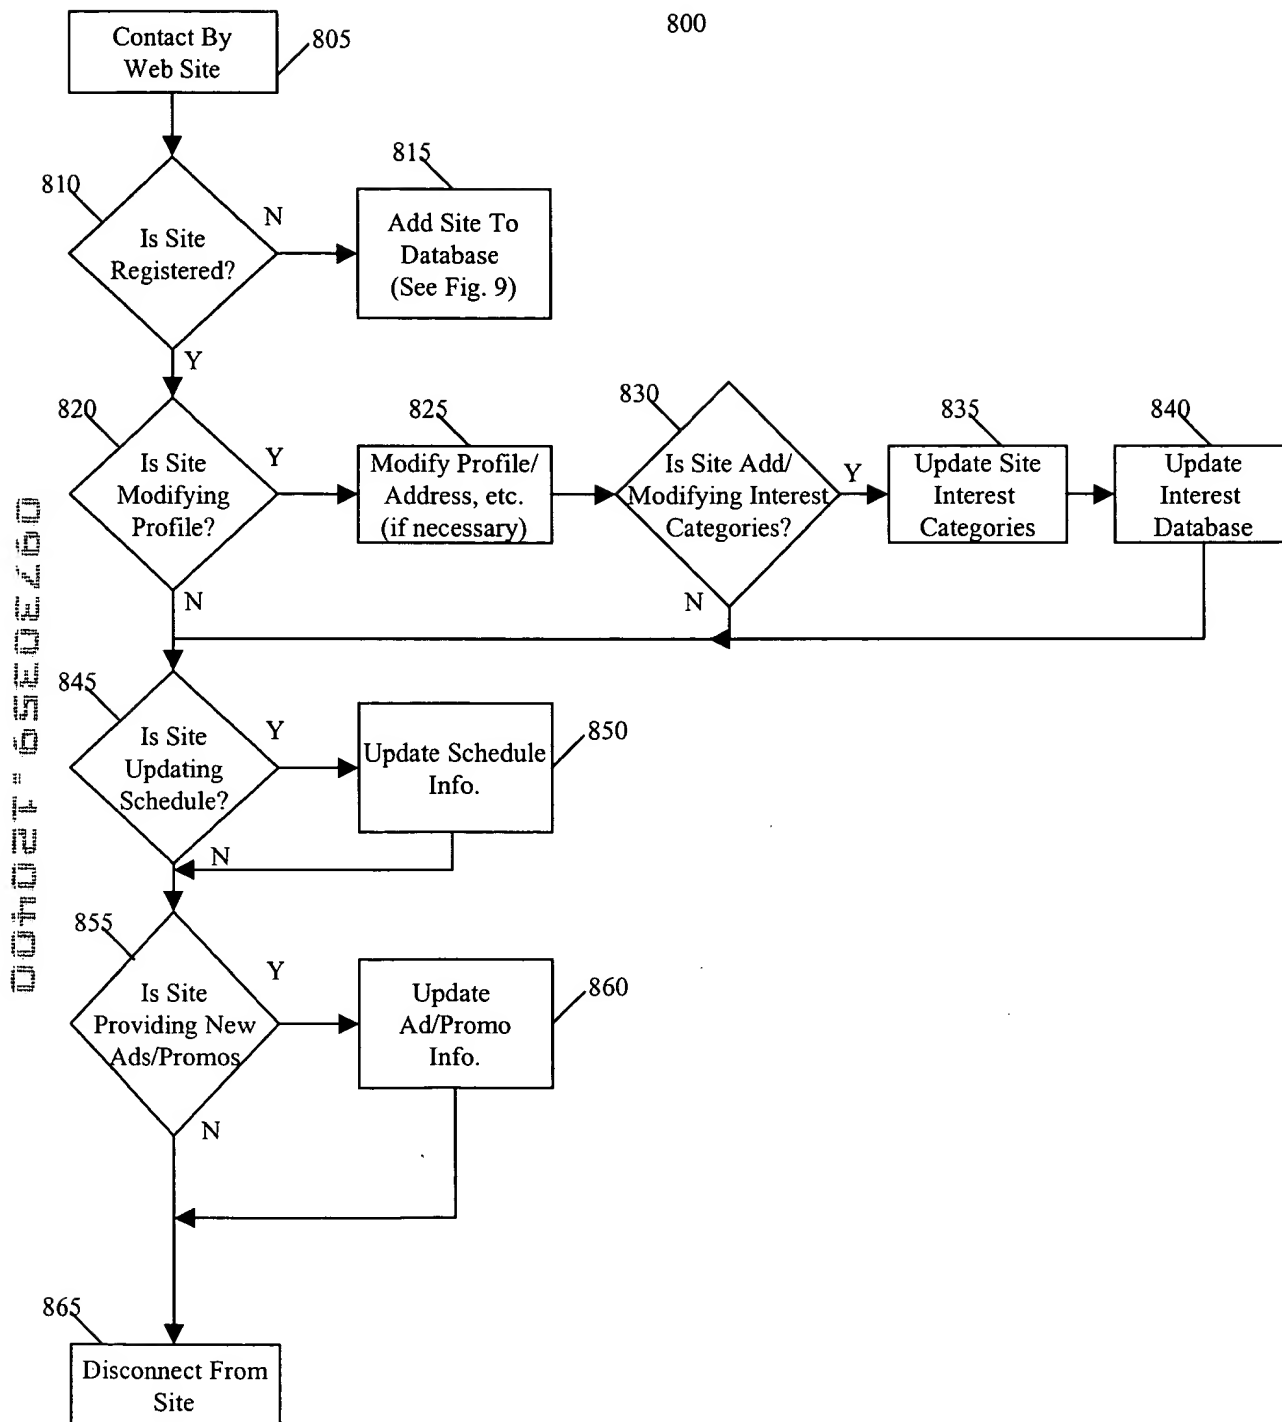 800
Contact By
Web Site
805
810
Is Site
Registered?
N
Y
815
Add Site To
Database
(See Fig. 9)
820
Is Site
Modifying
Profile?
Y
N
825
Modify Profile/
Address, etc.
(if necessary)
830
Is Site Add/
Modifying Interest
Categories?
Y
N
835
Update Site
Interest
Categories
840
Update
Interest
Database
845
Is Site
Updating
Schedule?
Y
N
850
Update Schedule
Info.
855
Is Site
Providing New
Ads/Promos
Y
N
860
Update
Ad/Promo
Info.
865
Disconnect From
Site